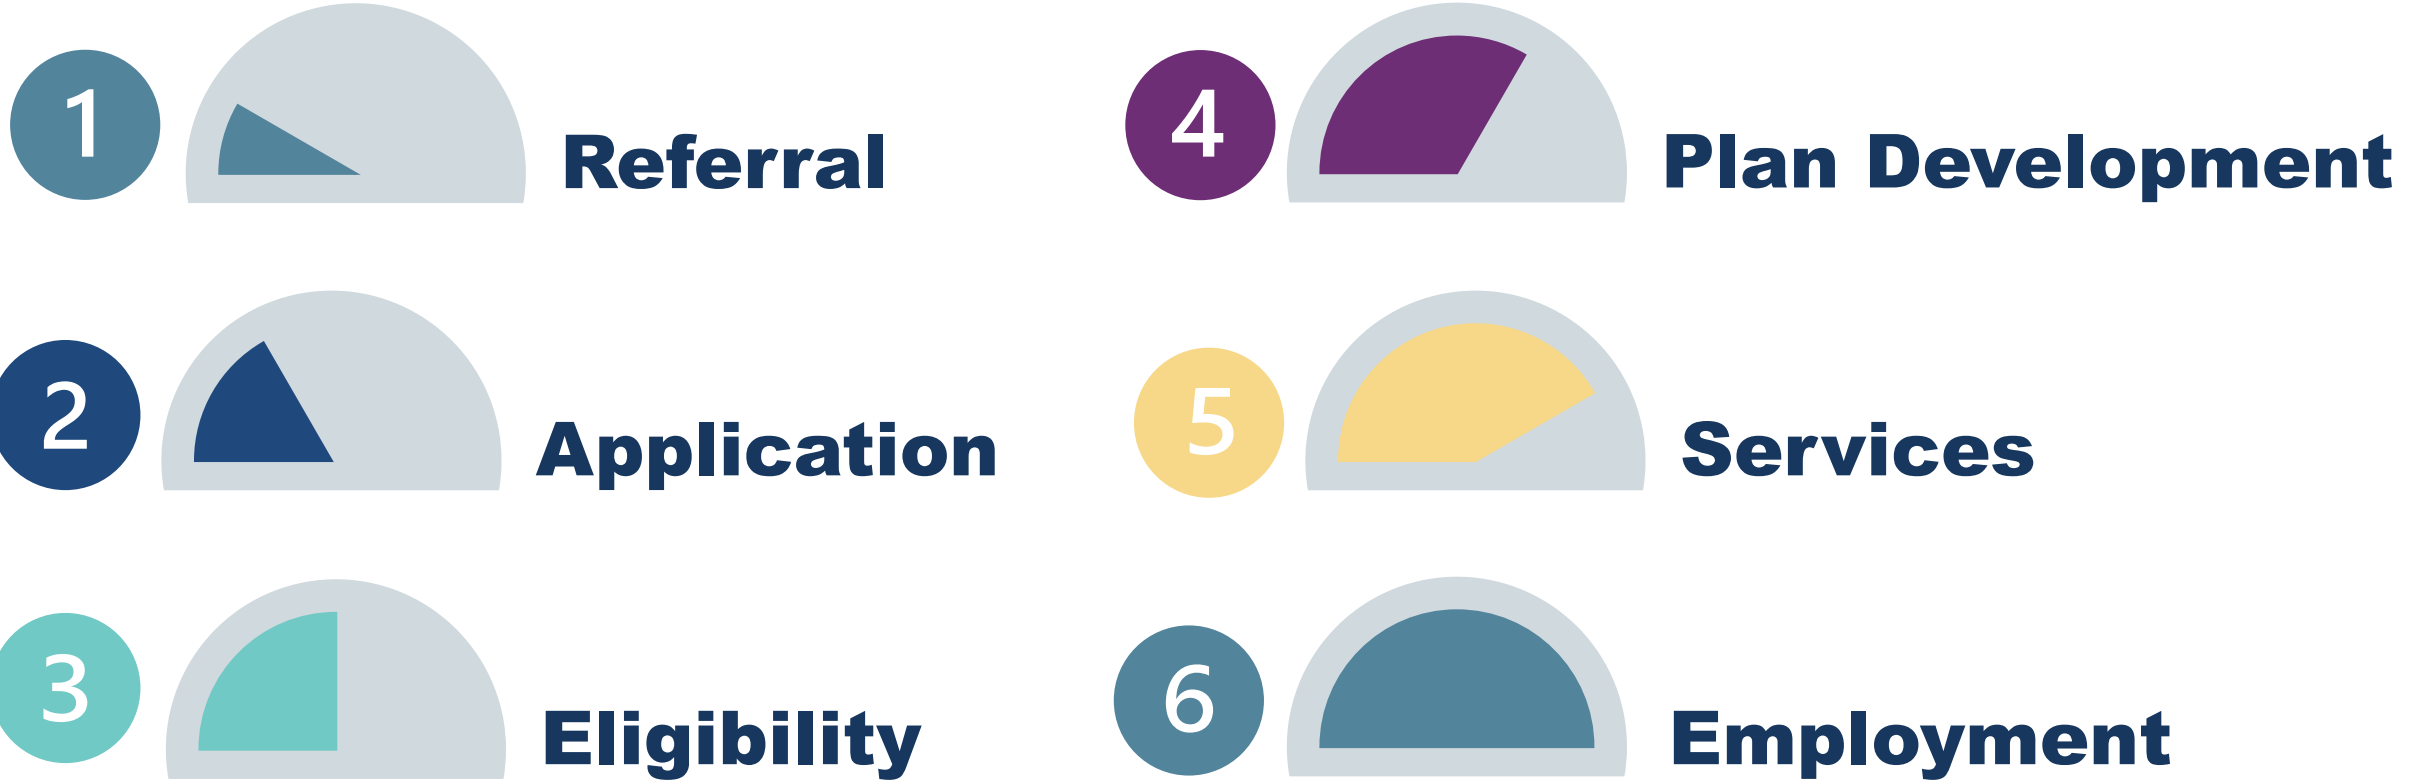 1
Referral
2
Application
3
Eligibility
4
Plan Development
5
Services
6
Employment